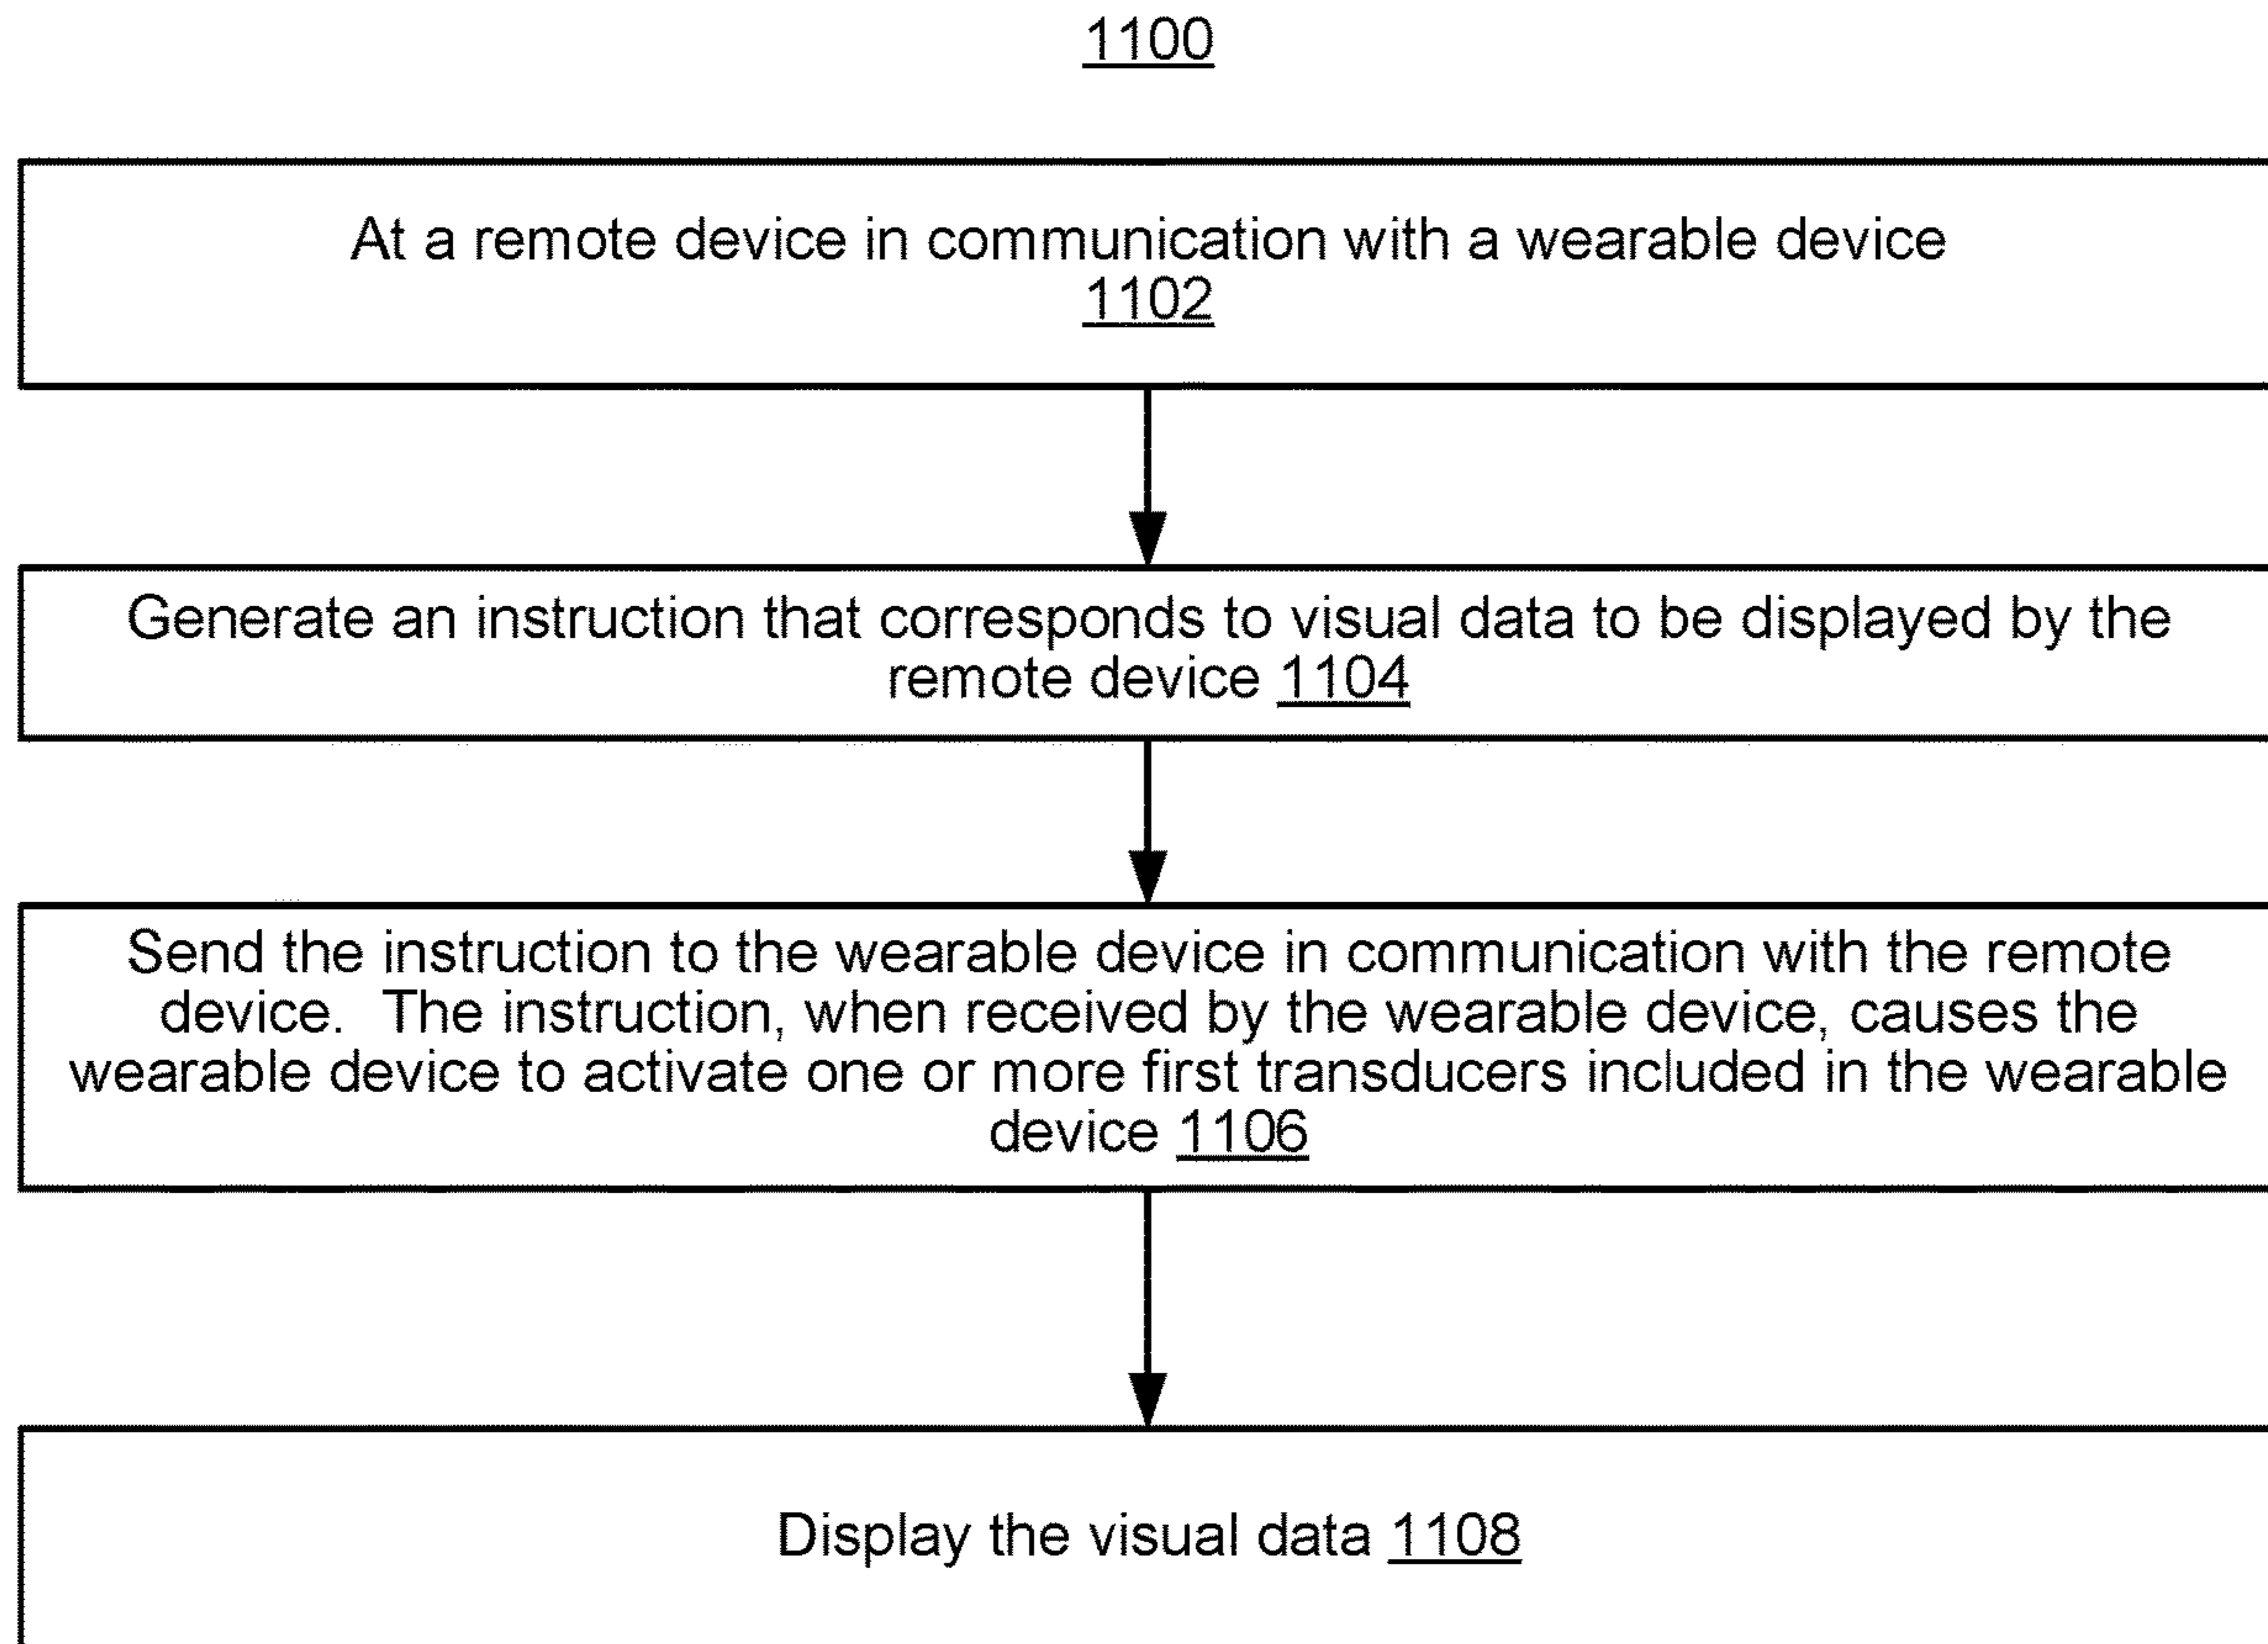 1100
At a remote device in communication with a wearable device
1102
Generate an instruction that corresponds to visual data to be displayed by the
remote device 1104
Send the instruction to the wearable device in communication with the remote
device.  The instruction, when received by the wearable device, causes the
wearable device to activate one or more first transducers included in the wearable
device 1106
Display the visual data 1108